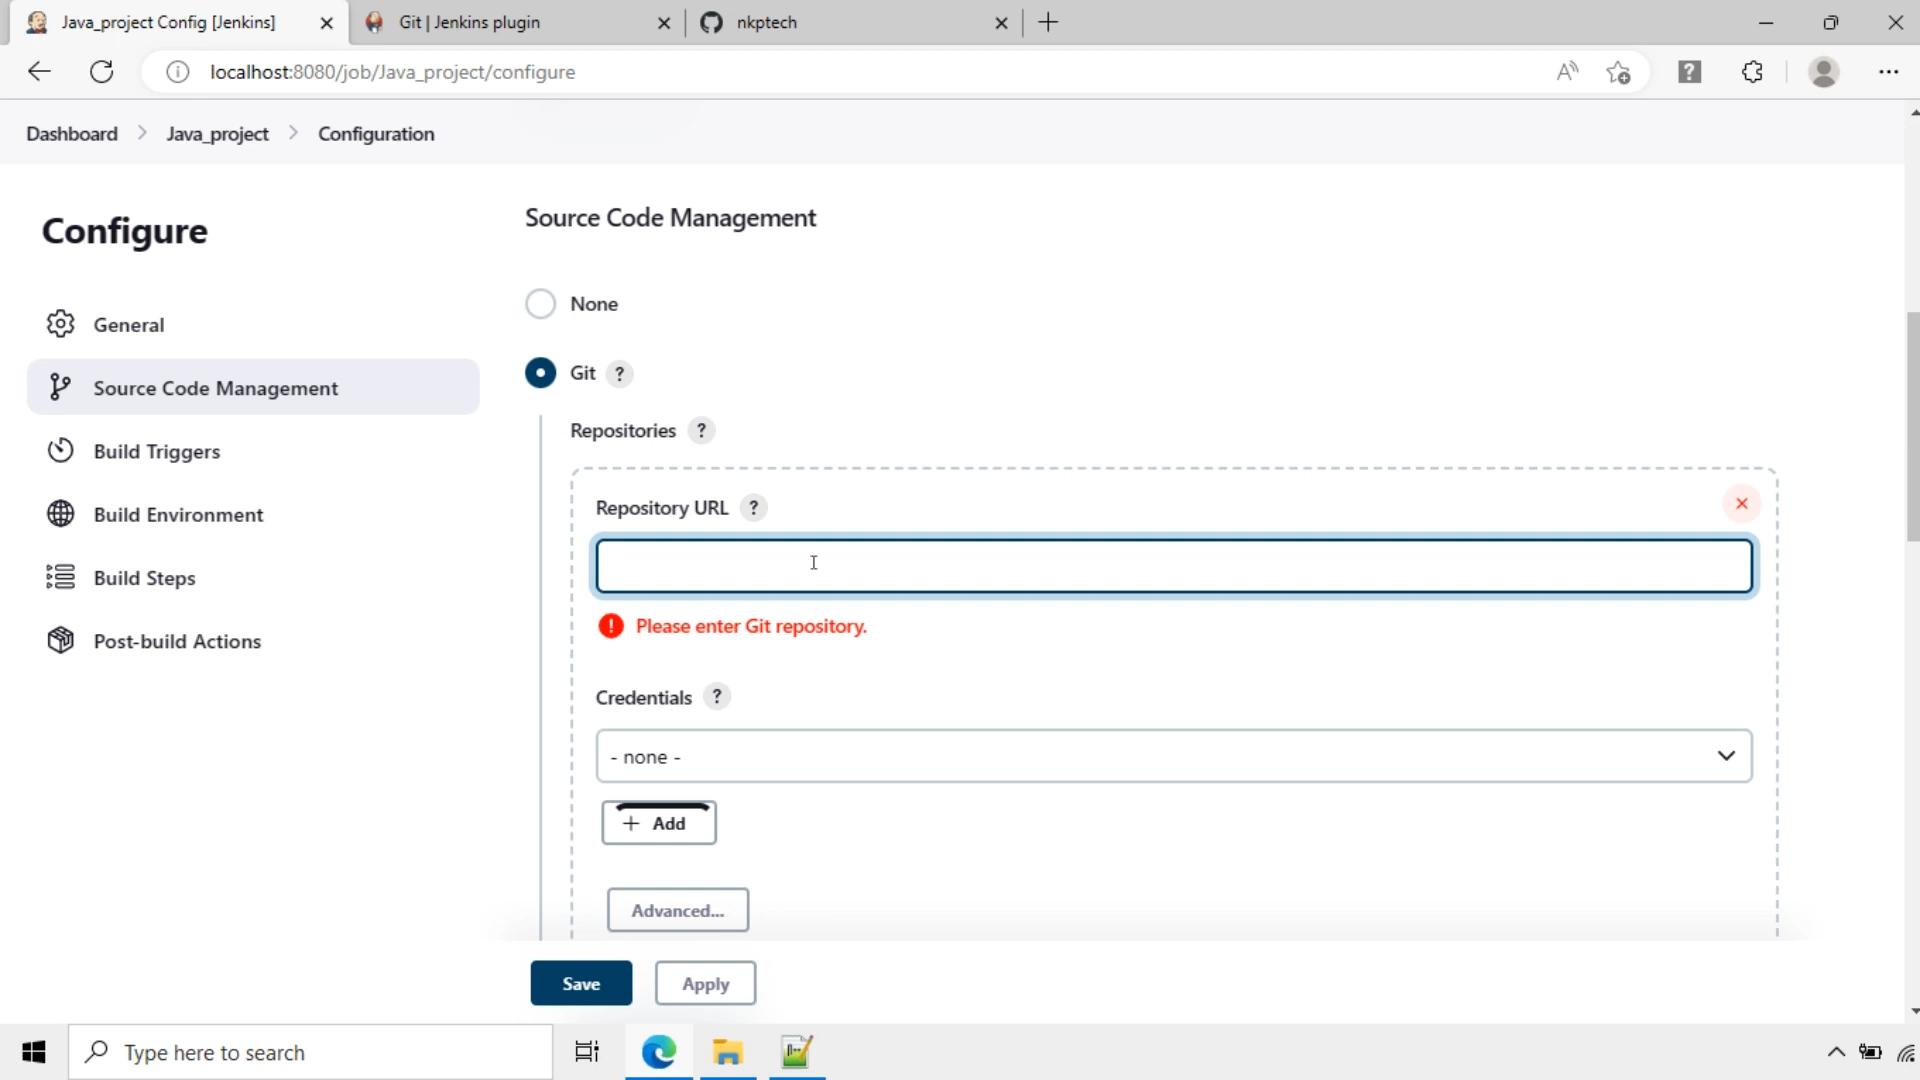 Java_project Config [Jenkins]
Git | Jenkins plugin
nkptech
localhost:8080/job/Java_project/configure
Dashboard > Java_project > Configuration
Configure
General
Source Code Management
Build Triggers
Build Environment
Build Steps
Post-build Actions
Source Code Management
None
Git ?
Repositories ?
Repository URL ?
Please enter Git repository.
Credentials ?
- none -
+ Add
Advanced...
Save
Apply
Type here to search